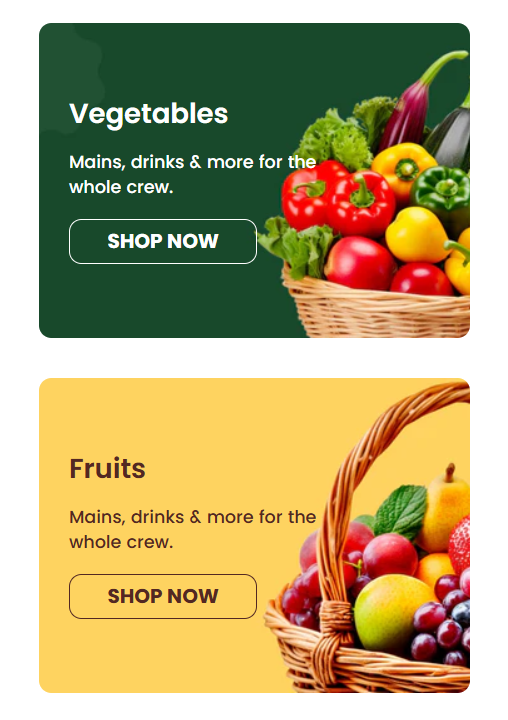 Vegetables
Mains, drinks & more for the
whole crew.
SHOP NOW
Fruits
Mains, drinks & more for the
whole crew.
SHOP NOW